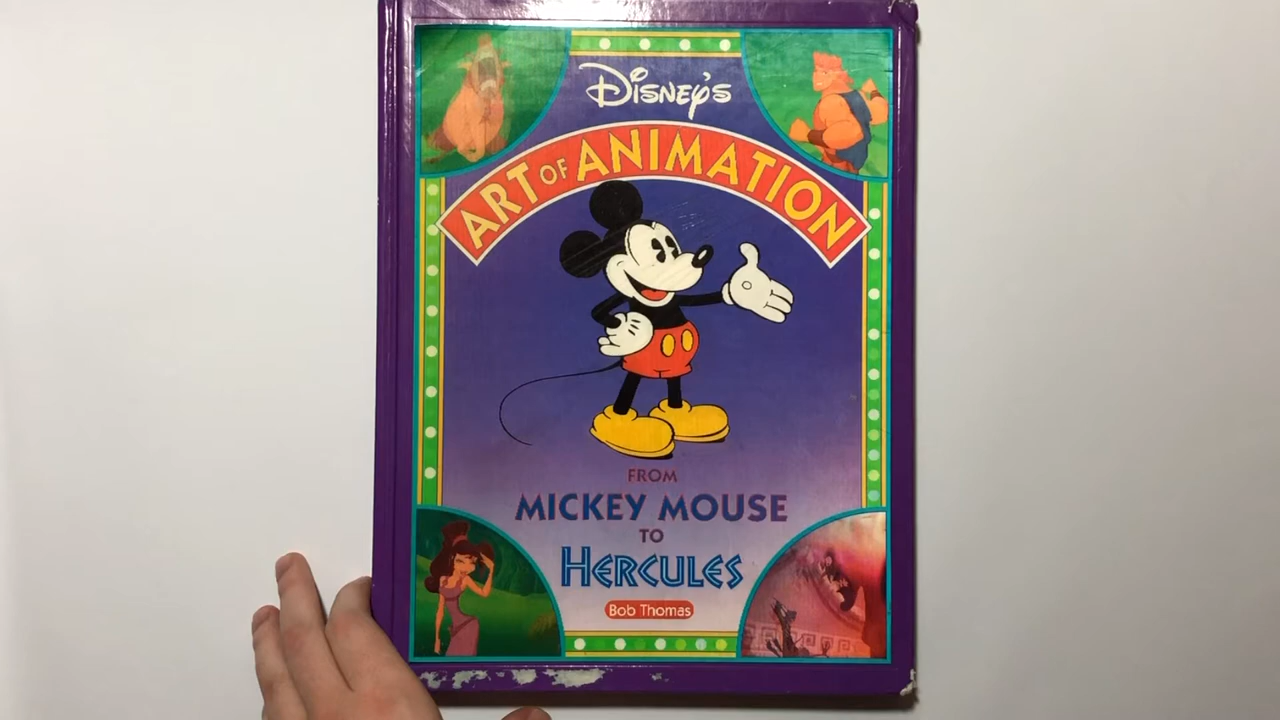 Disney's
ART OF ANIMATION
FROM
MICKEY MOUSE
TO
HERCULES
Bob Thomas